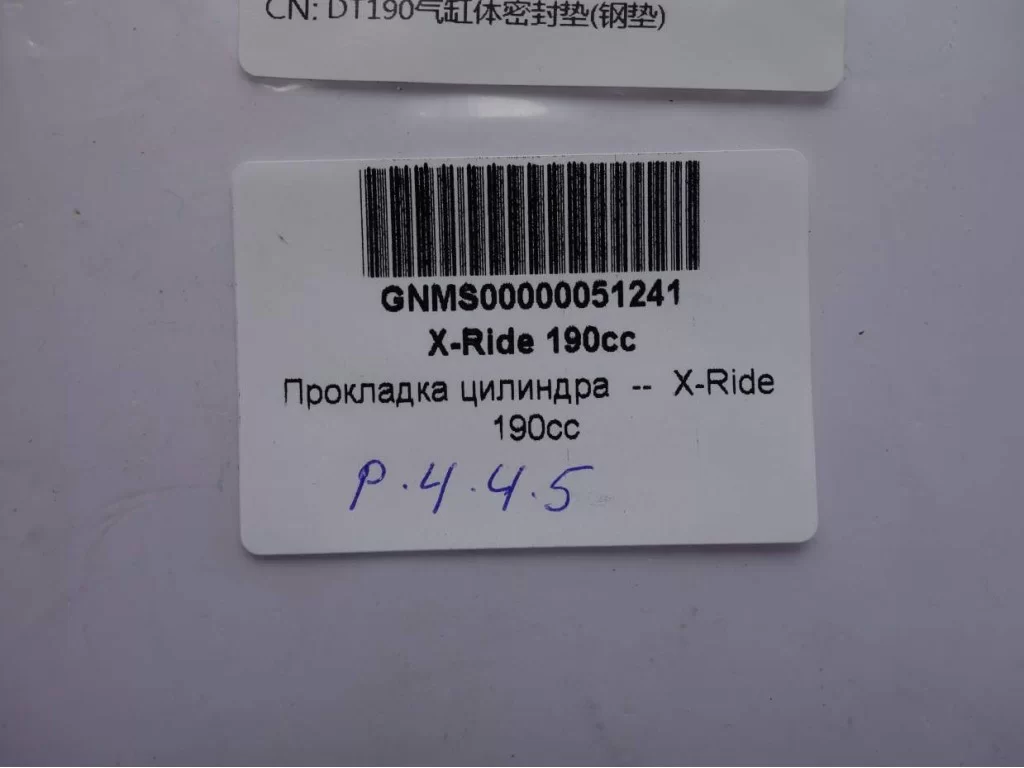 CN: DT190气缸体密封垫(钢垫)
GNMS00000051241
X-Ride 190cc
Прокладка цилиндра -- X-Ride
190cc
Р.4.4.5